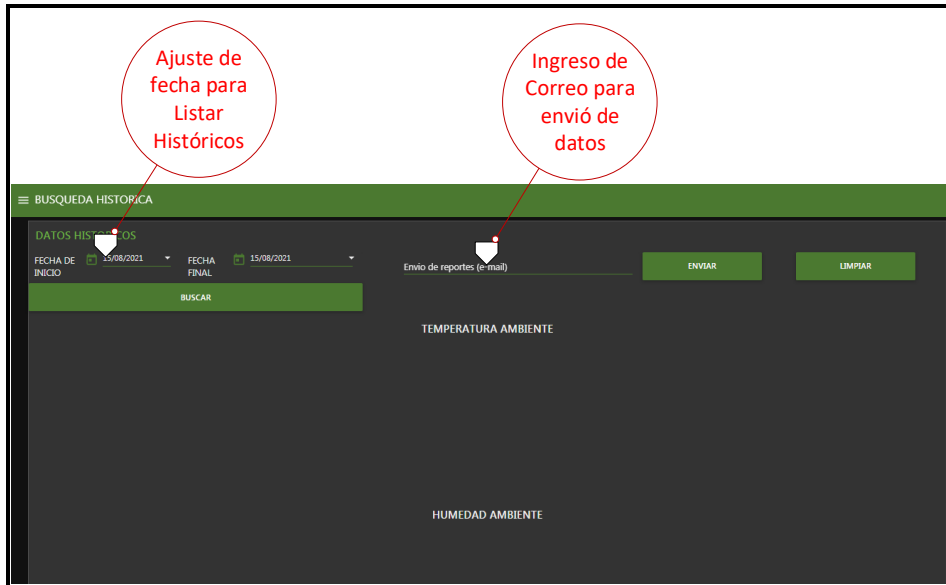 Ajuste de
fecha para
Listar
Históricos
Ingreso de
Correo para
envió de
datos
BUSQUEDA HISTORICA
DATOS HISTORICOS
FECHA DE
INICIO
15/08/2021
FECHA
FINAL
15/08/2021
Envio de reportes (e-mail)
ENVIAR
LIMPIAR
BUSCAR
TEMPERATURA AMBIENTE
HUMEDAD AMBIENTE